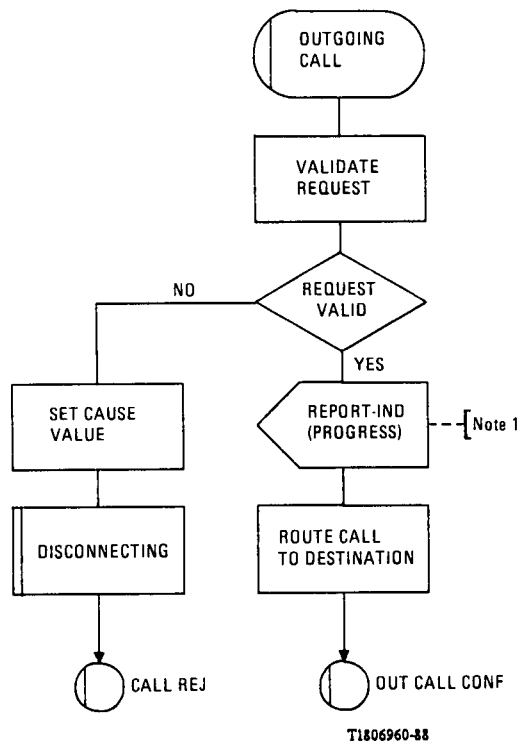 OUTGOING
CALL
VALIDATE
REQUEST
REQUEST
VALID
NO
YES
SET CAUSE
VALUE
REPORT-IND
(PROGRESS)
Note 1
DISCONNECTING
ROUTE CALL
TO DESTINATION
CALL REJ
OUT CALL CONF
T1806960-88